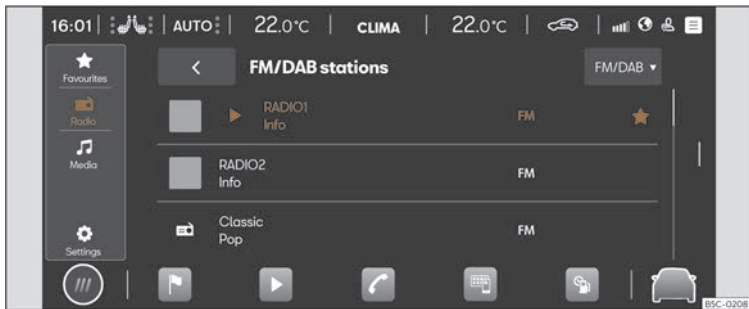 16:01 AUTO 22.0°C CLIMA 22.0°C
Favourites
Radio
Media
Settings
FM/DAB stations FM/DAB
RADIO1 FM
Info
RADIO2
Info FM
Classic
Pop FM
BSC-0208